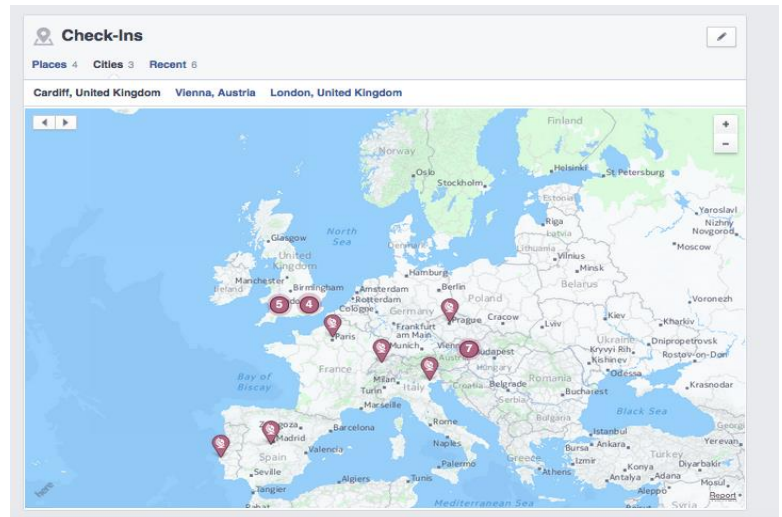 Check-Ins
Places 4 Cities 3 Recent 6
Cardiff, United Kingdom Vienna, Austria London, United Kingdom
Finland
Norway
Oslo
Helsinki
St. Petersburg
Stockholm
Estonia
Yaroslavl
Riga
Latvia
Nizhny
Novgorod
North
Sea
Glasgow
Denmark
Moscow
United
Kingdom
Lithuania
Vilnius
Minsk
Hamburg
Manchester
Ireland
Birmingham
Amsterdam
Berlin
Belarus
5
4
Rotterdam
Cologne
Germany
Poland
Voronezh
Prague
Cracow
Kiev
Kharkiv
Lviv
Paris
Frankfurt
am Main
Munich
7
Ukraine
Dnipropetrovsk
Kryvyi Rih
Rostov-on-Don
Kishinev
France
Austria
Hungary
Odessa
Bay of
Biscay
Milan
Turin
Italy
Croatia
Belgrade
Romania
Krasnodar
Bucharest
Serbia
Marseille
Black Sea
Bulgaria
Georgia
Barcelona
Rome
Istanbul
Madrid
Naples
Bursa
Ankara
Yerevan
Valencia
Spain
Greece
Izmir
Turkey
Palermo
Athens
Konya
Diyarbakir
Seville
Antalya
Adana
Algiers
Tunis
Mosul
Tangier
Aleppo
Report
here
Rabat
Mediterranean Sea
Syria